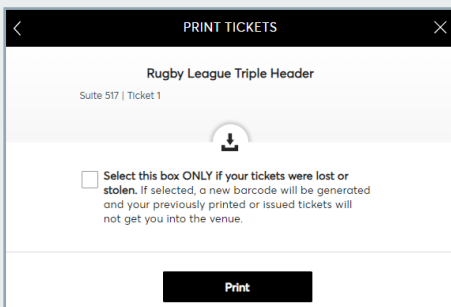 PRINT TICKETS
Rugby League Triple Header
Suite 517 | Ticket 1
Select this box ONLY if your tickets were lost or
stolen. If selected, a new barcode will be generated
and your previously printed or issued tickets will
not get you into the venue.
Print